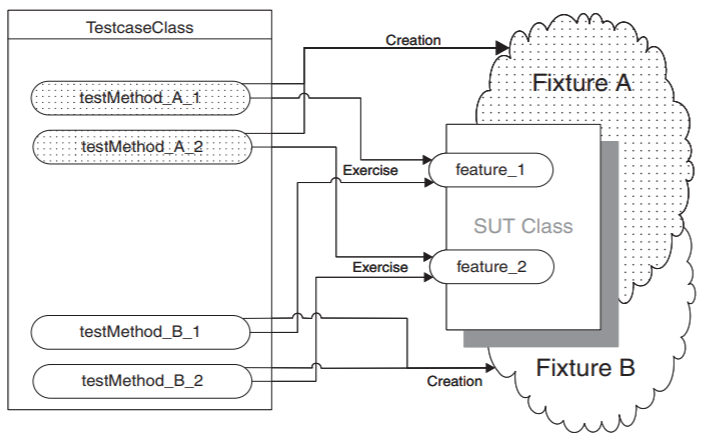 TestcaseClass
Creation
Fixture A
testMethod_A_1
testMethod_A_2
Exercise
feature_1
SUT Class
Exercise
feature_2
testMethod_B_1
testMethod_B_2
Creation
Fixture B